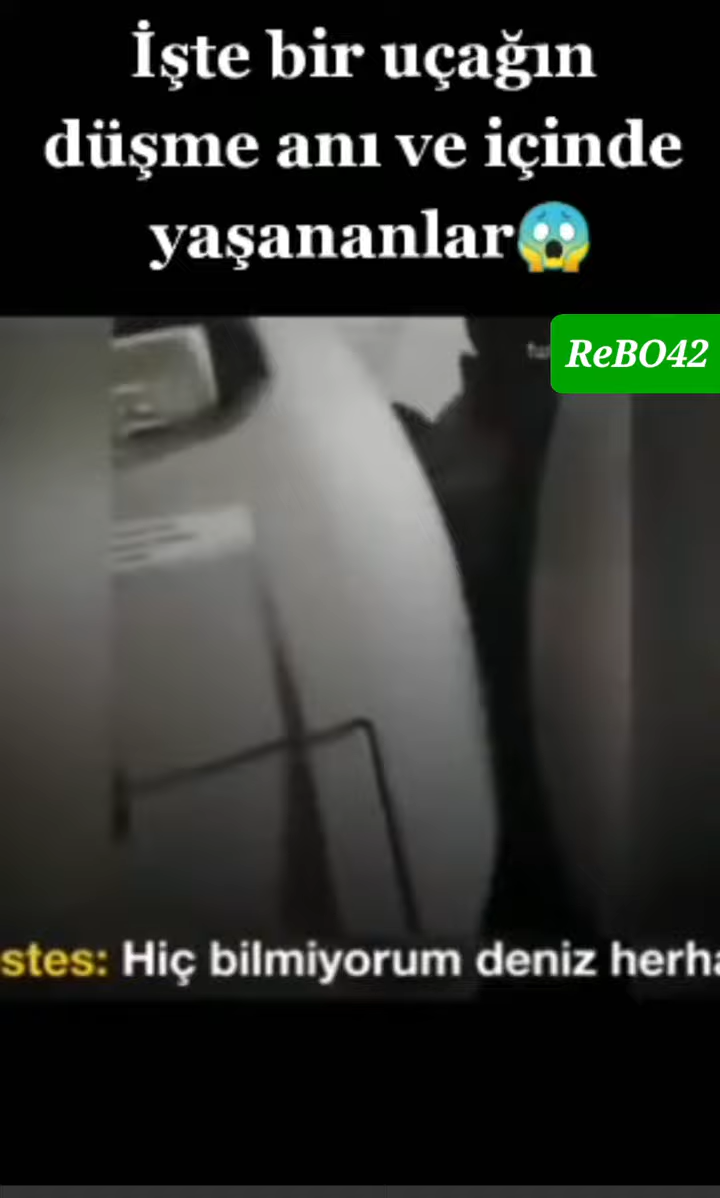 İşte bir uçağın
düşme anı ve içinde
yaşananlar😱
ReBO42
stes: Hiç bilmiyorum deniz herha